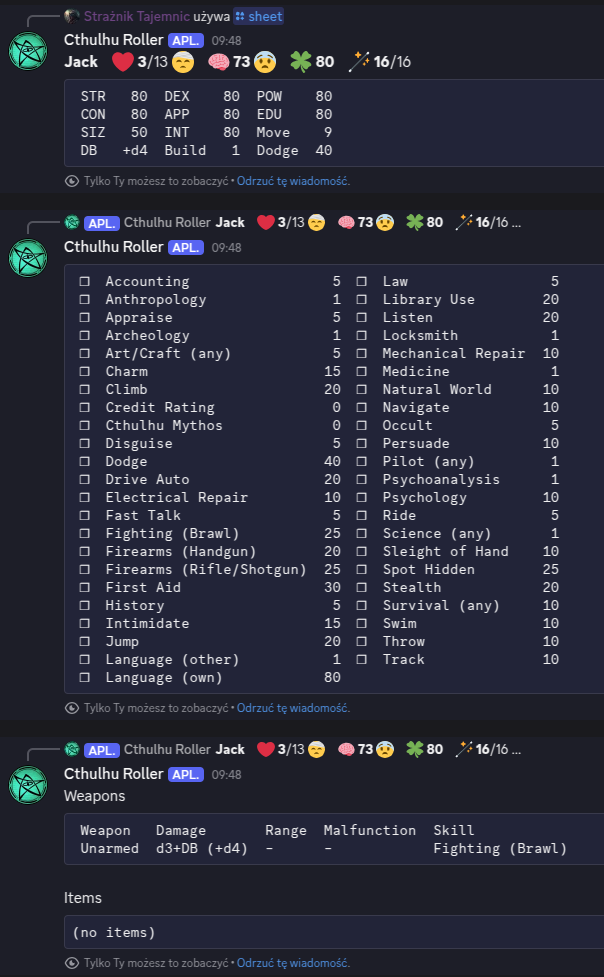 Strażnik Tajemnic używa sheet
Cthulhu Roller APL. 09:48
Jack 3/13 73 80 16/16
STR 80 DEX 80 POW 80
CON 80 APP 80 EDU 80
SIZ 50 INT 80 Move 9
DB +d4 Build 1 Dodge 40
Tylko Ty możesz to zobaczyć • Odrzuć tę wiadomość.
APL. Cthulhu Roller Jack 3/13 73 80 16/16 ...
Cthulhu Roller APL. 09:48
Accounting 5 Law 5
Anthropology 1 Library Use 20
Appraise 5 Listen 20
Archeology 1 Locksmith 1
Art/Craft (any) 5 Mechanical Repair 10
Charm 15 Medicine 1
Climb 20 Natural World 10
Credit Rating 0 Navigate 10
Cthulhu Mythos 0 Occult 5
Disguise 5 Persuade 10
Dodge 40 Pilot (any) 1
Drive Auto 20 Psychoanalysis 1
Electrical Repair 10 Psychology 10
Fast Talk 5 Ride 5
Fighting (Brawl) 25 Science (any) 1
Firearms (Handgun) 20 Sleight of Hand 10
Firearms (Rifle/Shotgun) 25 Spot Hidden 25
First Aid 30 Stealth 20
History 5 Survival (any) 10
Intimidate 15 Swim 10
Jump 20 Throw 10
Language (other) 1 Track 10
Language (own) 80
Tylko Ty możesz to zobaczyć • Odrzuć tę wiadomość.
APL. Cthulhu Roller Jack 3/13 73 80 16/16 ...
Cthulhu Roller APL. 09:48
Weapons
Weapon Damage Range Malfunction Skill
Unarmed d3+DB (+d4) - - Fighting (Brawl)
Items
(no items)
Tylko Ty możesz to zobaczyć • Odrzuć tę wiadomość.